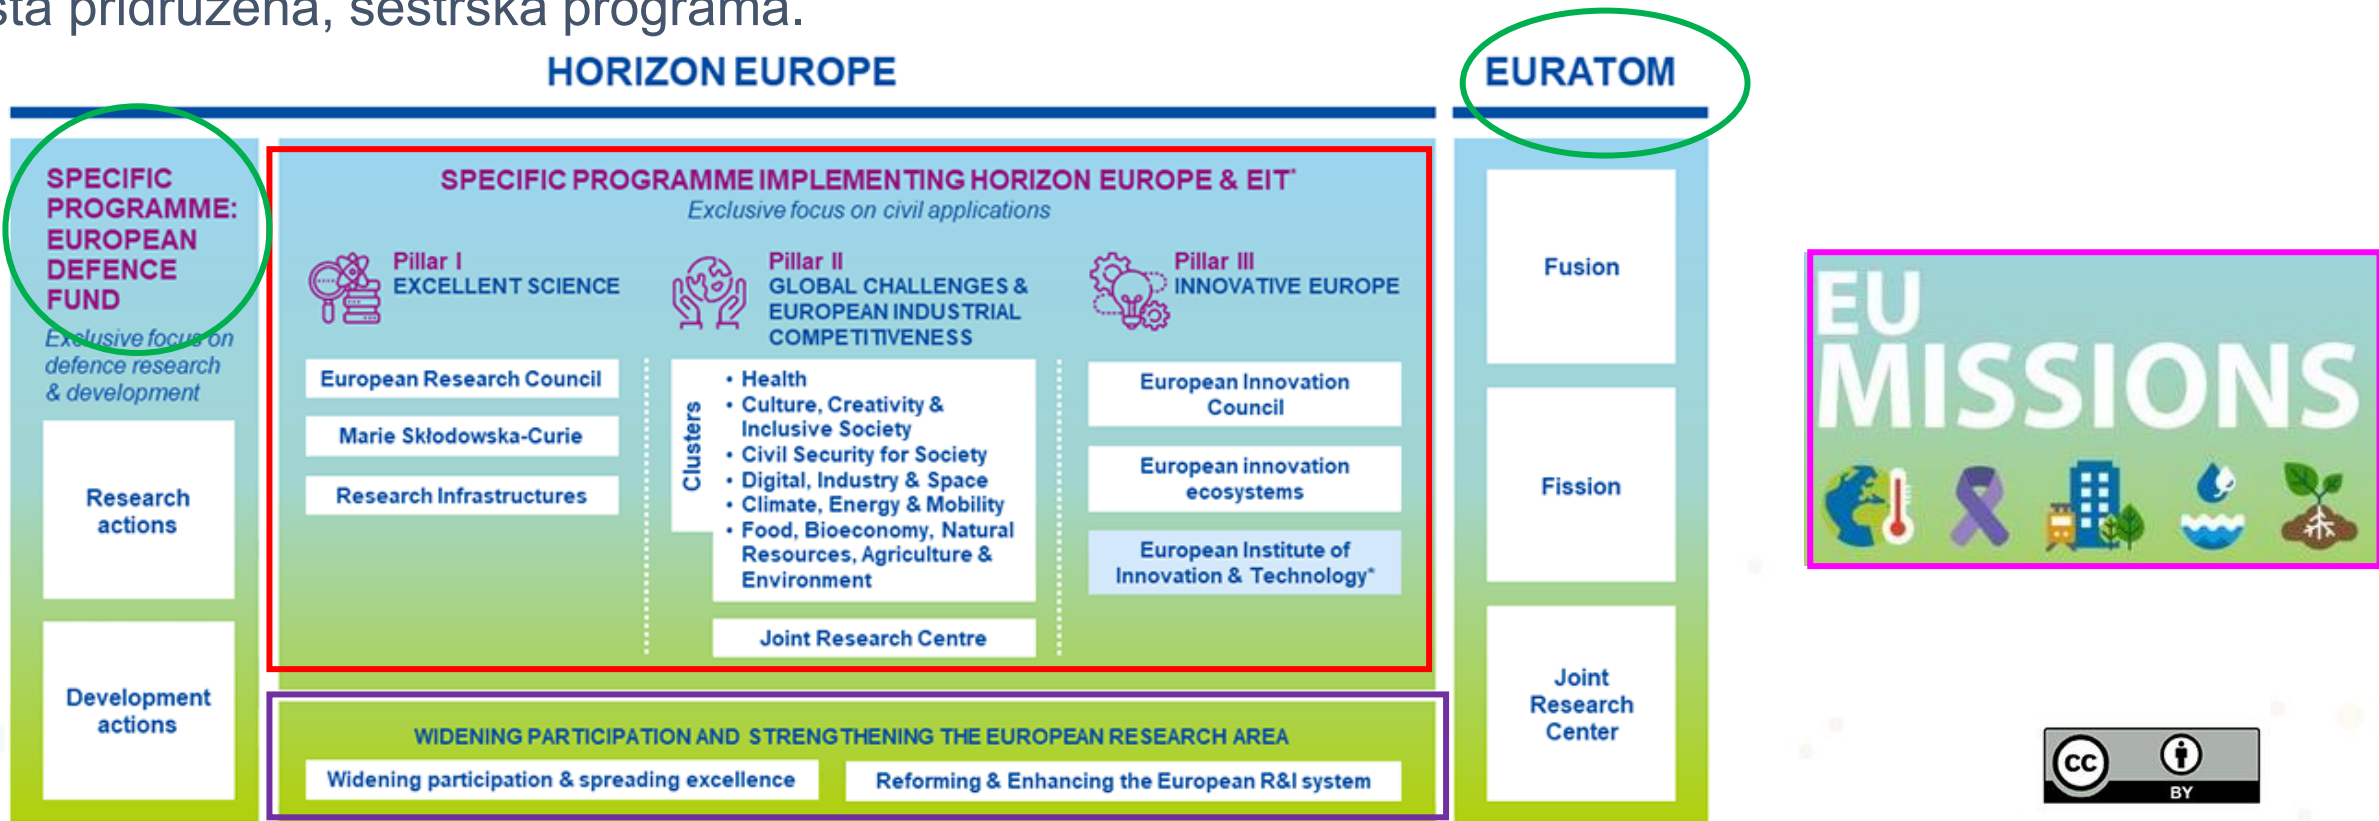 sta pridružena, sestrska programa.
HORIZON EUROPE
EURATOM
SPECIFIC
PROGRAMME:
EUROPEAN
DEFENCE
FUND
Exclusive focus on
defence research
& development
Research
actions
Development
actions
SPECIFIC PROGRAMME IMPLEMENTING HORIZON EUROPE & EIT*
Exclusive focus on civil applications
Pillar I
EXCELLENT SCIENCE
European Research Council
Marie Skłodowska-Curie
Research Infrastructures
Pillar II
GLOBAL CHALLENGES &
EUROPEAN INDUSTRIAL
COMPETITIVENESS
Clusters
• Health
• Culture, Creativity &
Inclusive Society
• Civil Security for Society
• Digital, Industry & Space
• Climate, Energy & Mobility
• Food, Bioeconomy, Natural
Resources, Agriculture &
Environment
Joint Research Centre
Pillar III
INNOVATIVE EUROPE
European Innovation
Council
European innovation
ecosystems
European Institute of
Innovation & Technology*
WIDENING PARTICIPATION AND STRENGTHENING THE EUROPEAN RESEARCH AREA
Widening participation & spreading excellence
Reforming & Enhancing the European R&I system
Fusion
Fission
Joint
Research
Center
EU
MISSIONS
CC
BY